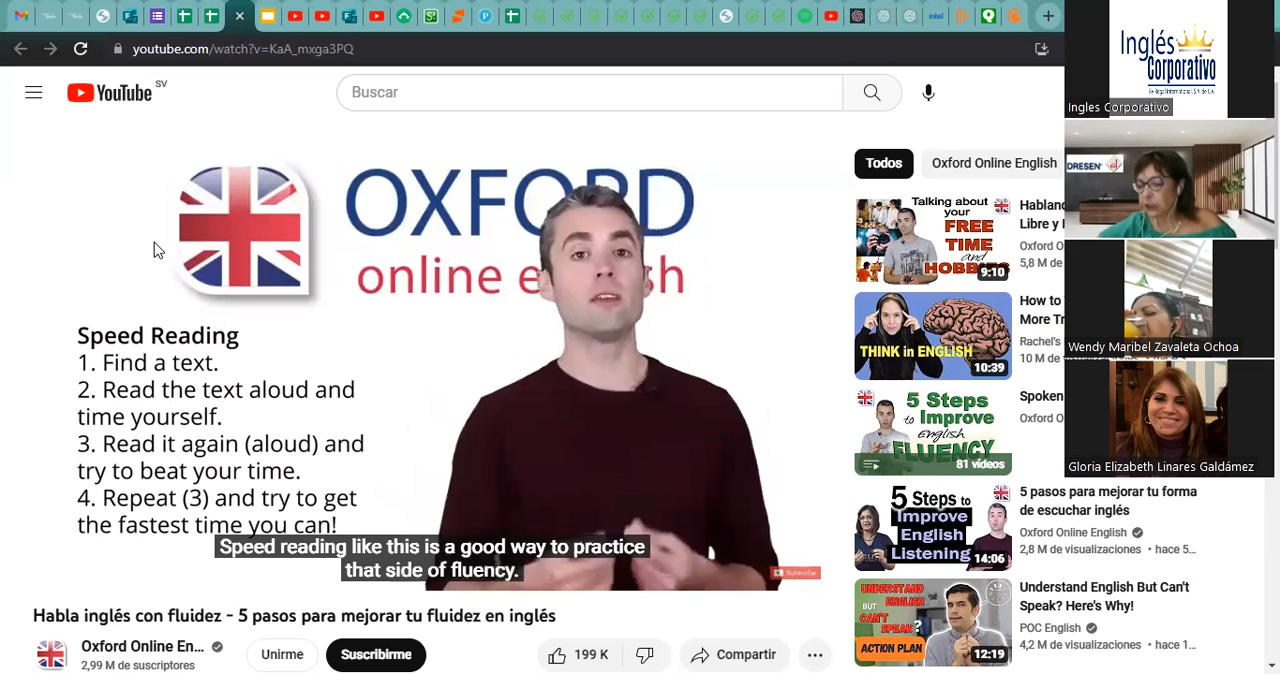 youtube.com/watch?v=KaA_mxga3PQ
YouTube SV
Buscar
OXFORD
online
Speed Reading
1. Find a text.
2. Read the text aloud and
time yourself.
3. Read it again (aloud) and
try to beat your time.
4. Repeat (3) and try to get
the fastest time you can!
Speed reading like this is a good way to practice
that side of fluency.
Subscribe
Habla inglés con fluidez - 5 pasos para mejorar tu fluidez en inglés
Oxford Online En...
2,99 M de suscriptores
Unirme
Suscribirme
199 K
Compartir
Todos
Oxford Online English
Talking about
your
FREE
TIME
and
HOBBIES
9:10
Libre y
Oxford O
5,8 M de
THINK in ENGLISH
10:39
How to
More Tr
Rachel's
10 M de
5 Steps
to Improve
English
FLUENCY
81 videos
Spoken
Oxford O
5 Steps to
Improve
English
Listening
14:06
5 pasos para mejorar tu forma
de escuchar inglés
Oxford Online English
2,8 M de visualizaciones • hace 5...
UNDERSTAND
ENGLISH
BUT
CAN'T
SPEAK?
ACTION PLAN
12:19
Understand English But Can't
Speak? Here's Why!
POC English
4,2 M de visualizaciones • hace 1...
Inglés
Corporativo
Ingles Corporativo
DRESEN
Wendy Maribel Zavaleta Ochoa
Gloria Elizabeth Linares Galdámez